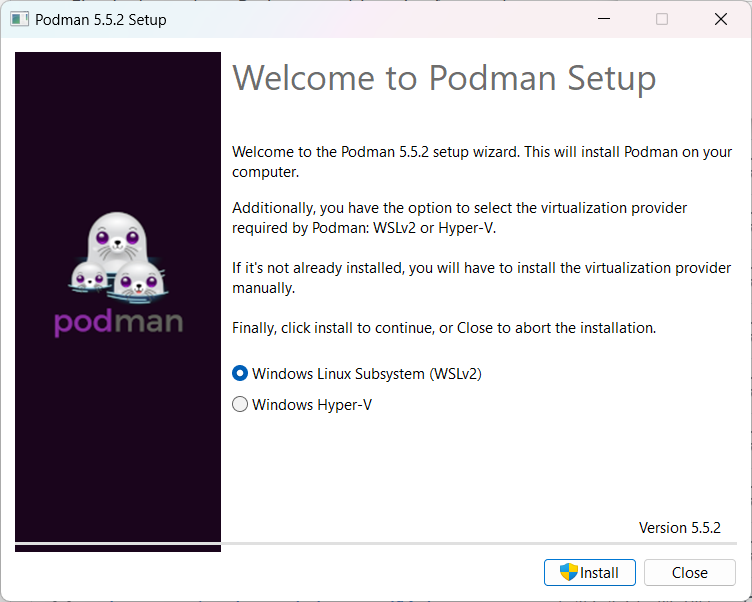 Podman 5.5.2 Setup
Welcome to Podman Setup
Welcome to the Podman 5.5.2 setup wizard. This will install Podman on your
computer.
Additionally, you have the option to select the virtualization provider
required by Podman: WSLv2 or Hyper-V.
If it's not already installed, you will have to install the virtualization provider
manually.
Finally, click install to continue, or Close to abort the installation.
podman
Windows Linux Subsystem (WSLv2)
Windows Hyper-V
Version 5.5.2
Install
Close